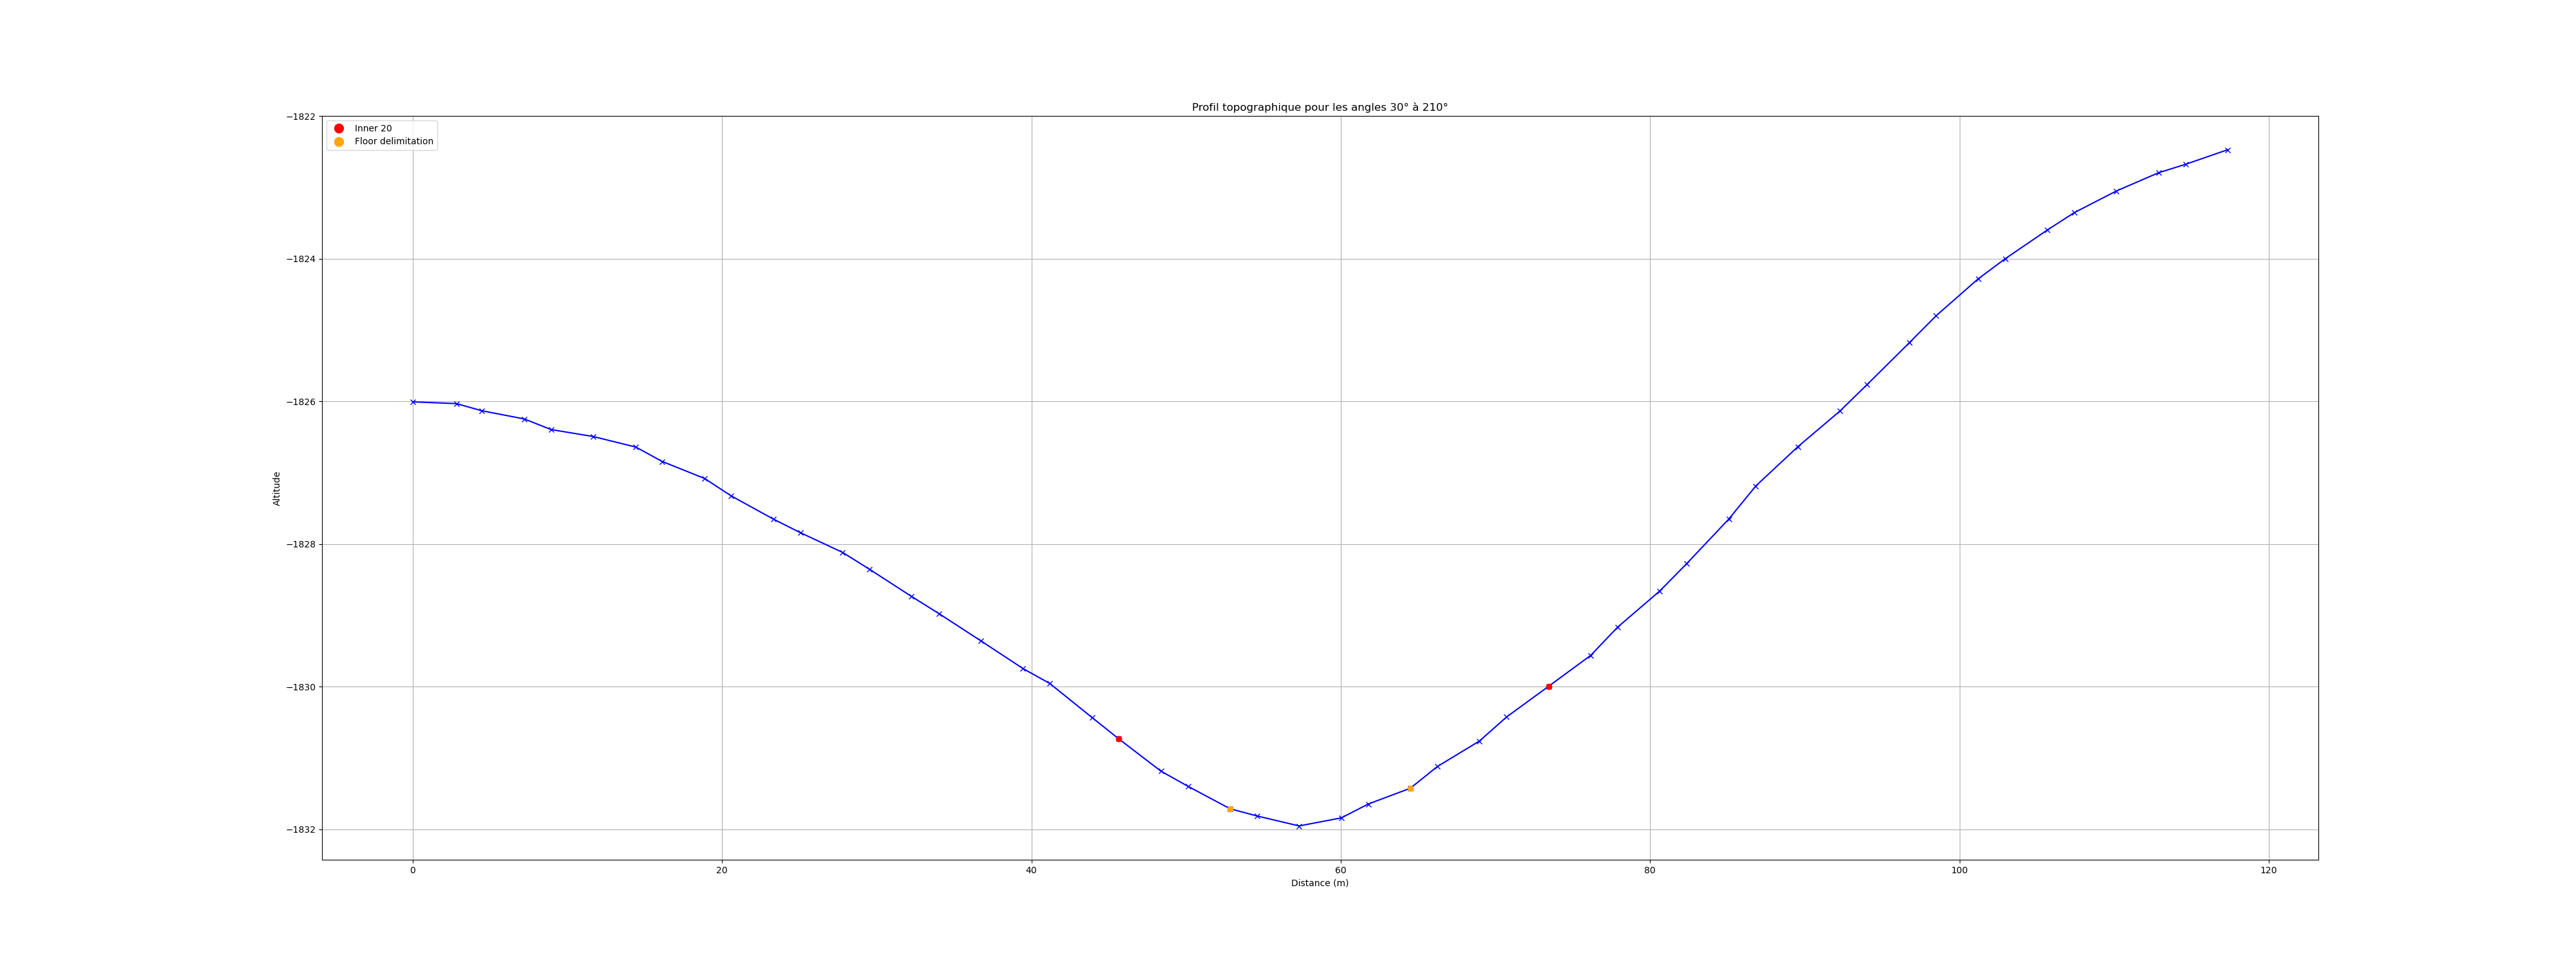 Profil topographique pour les angles 30° à 210°
Inner 20
Floor delimitation
−1822
−1824
−1826
−1828
−1830
−1832
Altitude
0 20 40 60 80 100 120
Distance (m)